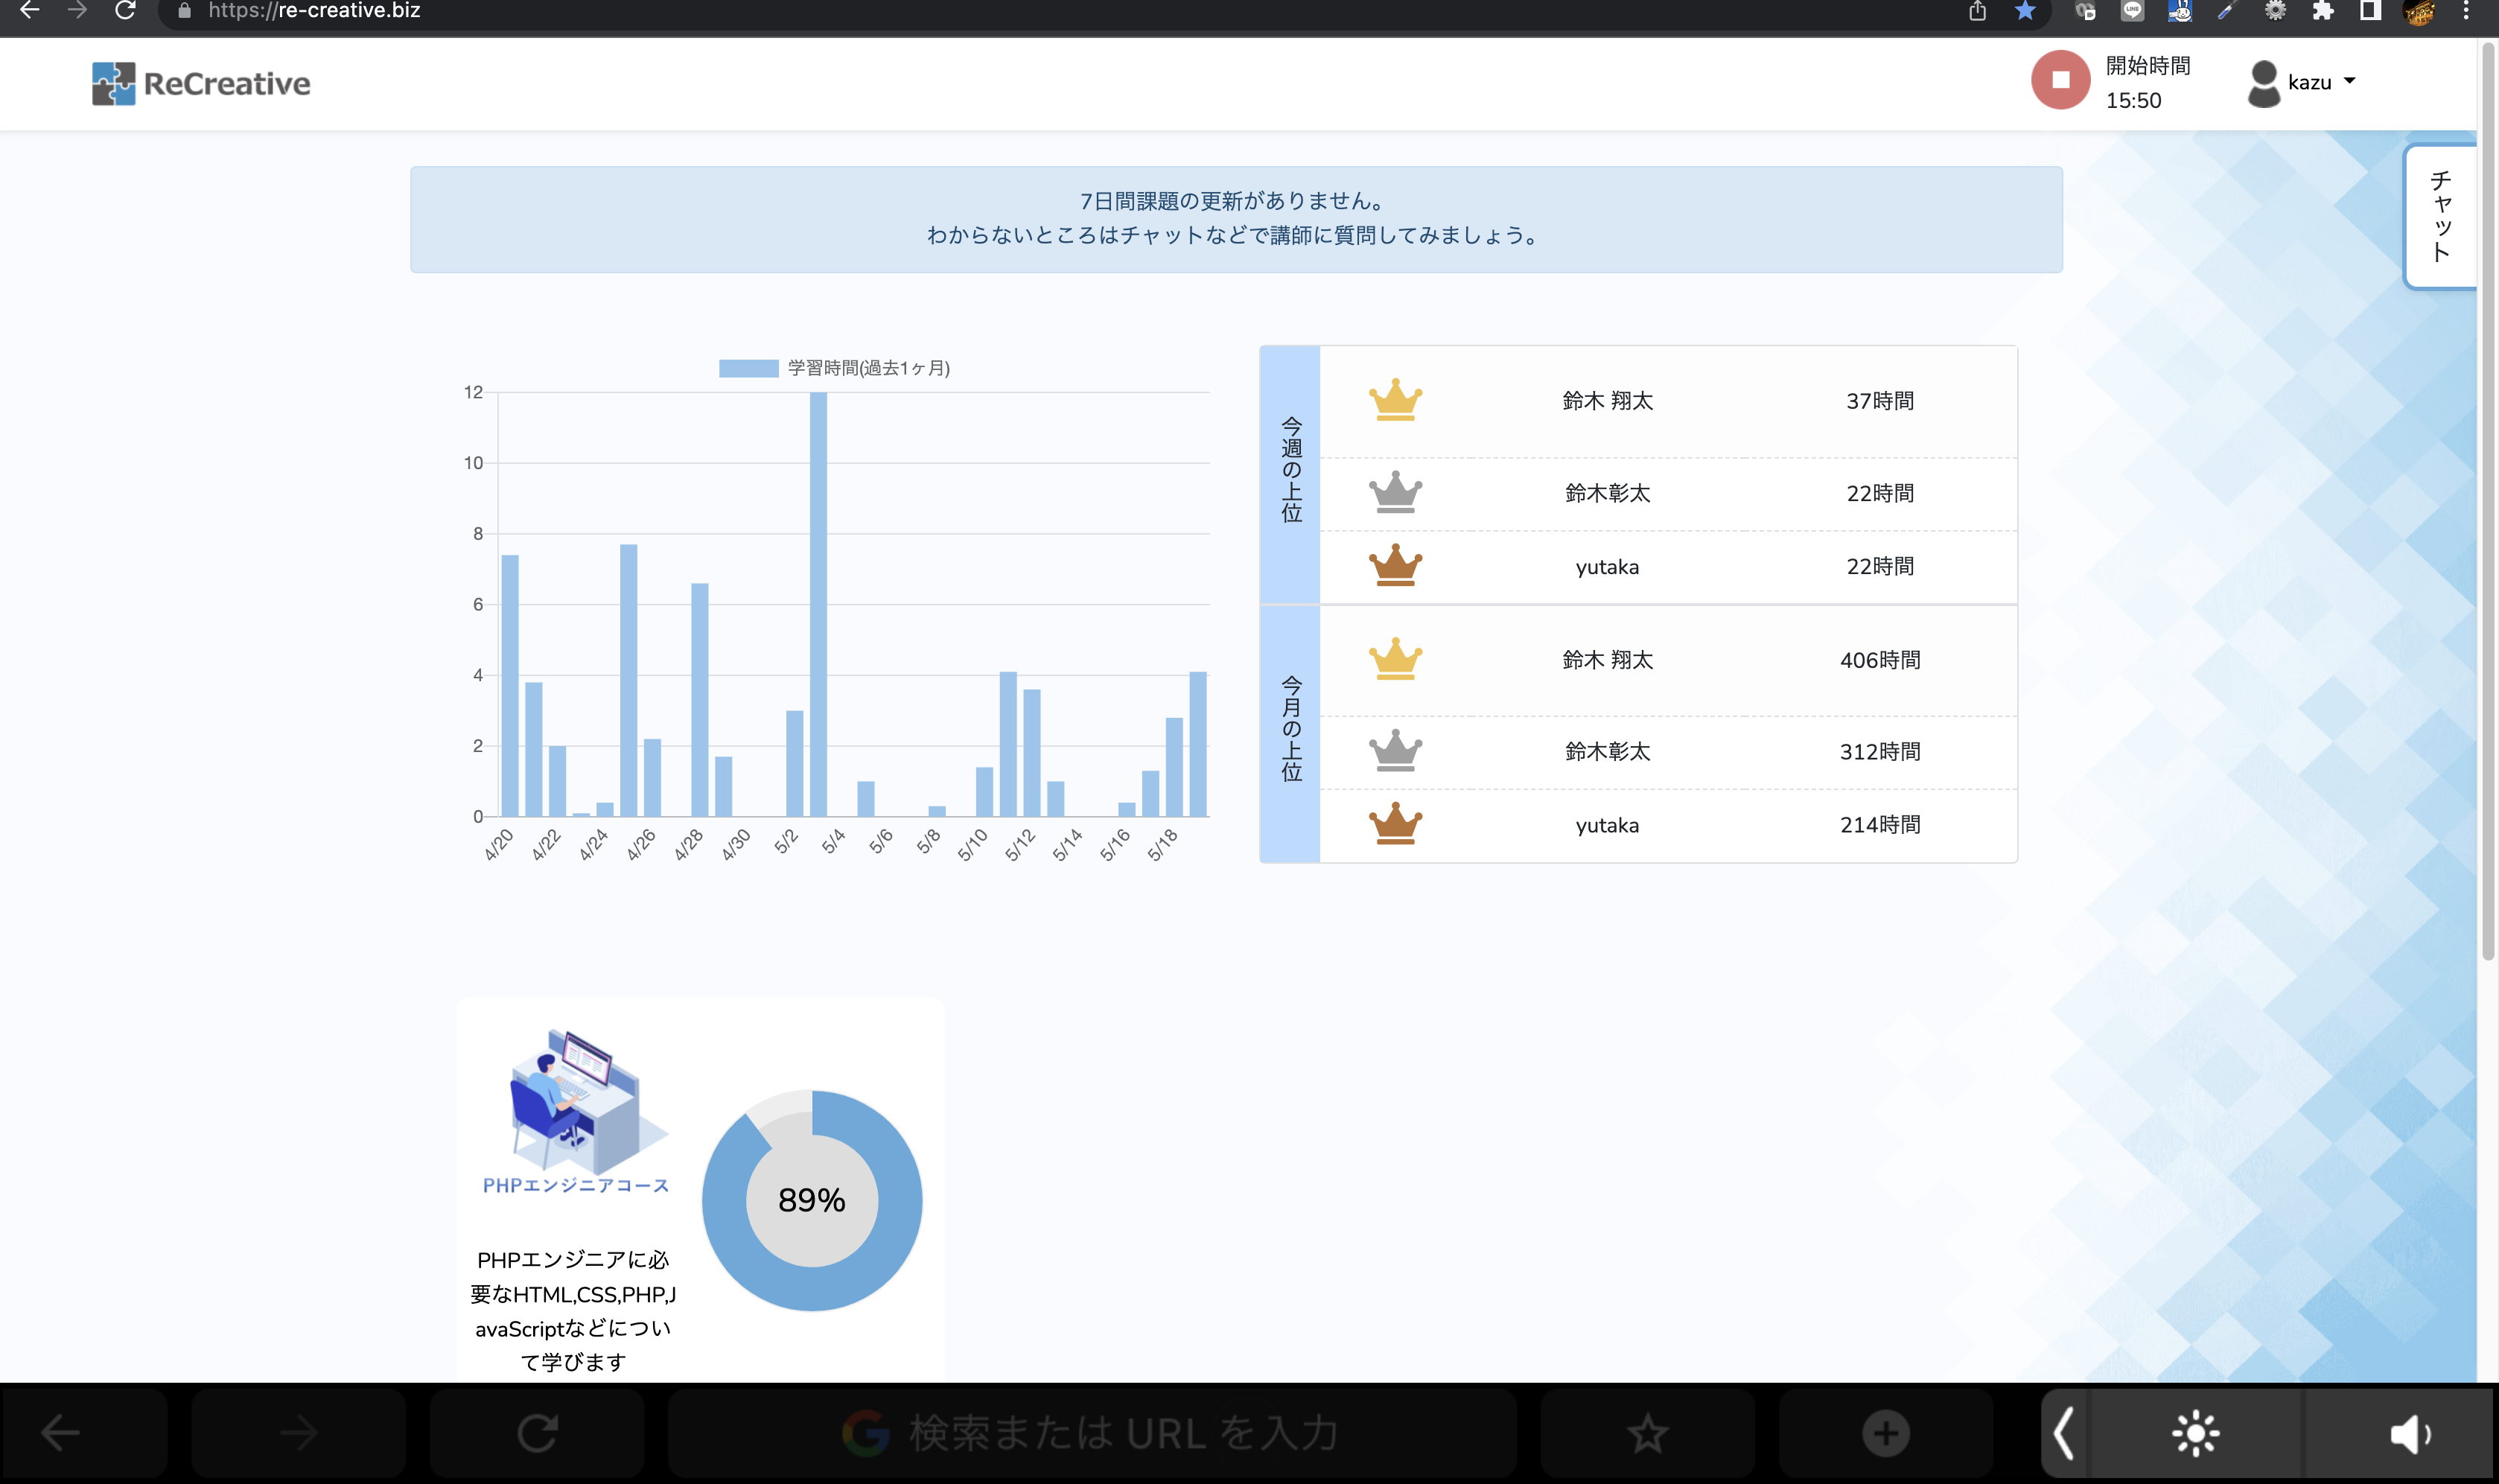 https://re-creative.biz
ReCreative
開始時間
15:50
kazu
チャット
7日間課題の更新がありません。
わからないところはチャットなどで講師に質問してみましょう。
学習時間(過去1ヶ月)
12
10
8
6
4
2
0
4/20
4/22
4/24
4/26
4/28
4/30
5/2
5/4
5/6
5/8
5/10
5/12
5/14
5/16
5/18
今週の上位
鈴木 翔太 37時間
鈴木彰太 22時間
yutaka 22時間
今月の上位
鈴木 翔太 406時間
鈴木彰太 312時間
yutaka 214時間
PHPエンジニアコース
89%
PHPエンジニアに必
要なHTML,CSS,PHP,J
avaScriptなどについ
て学びます
検索または URL を入力